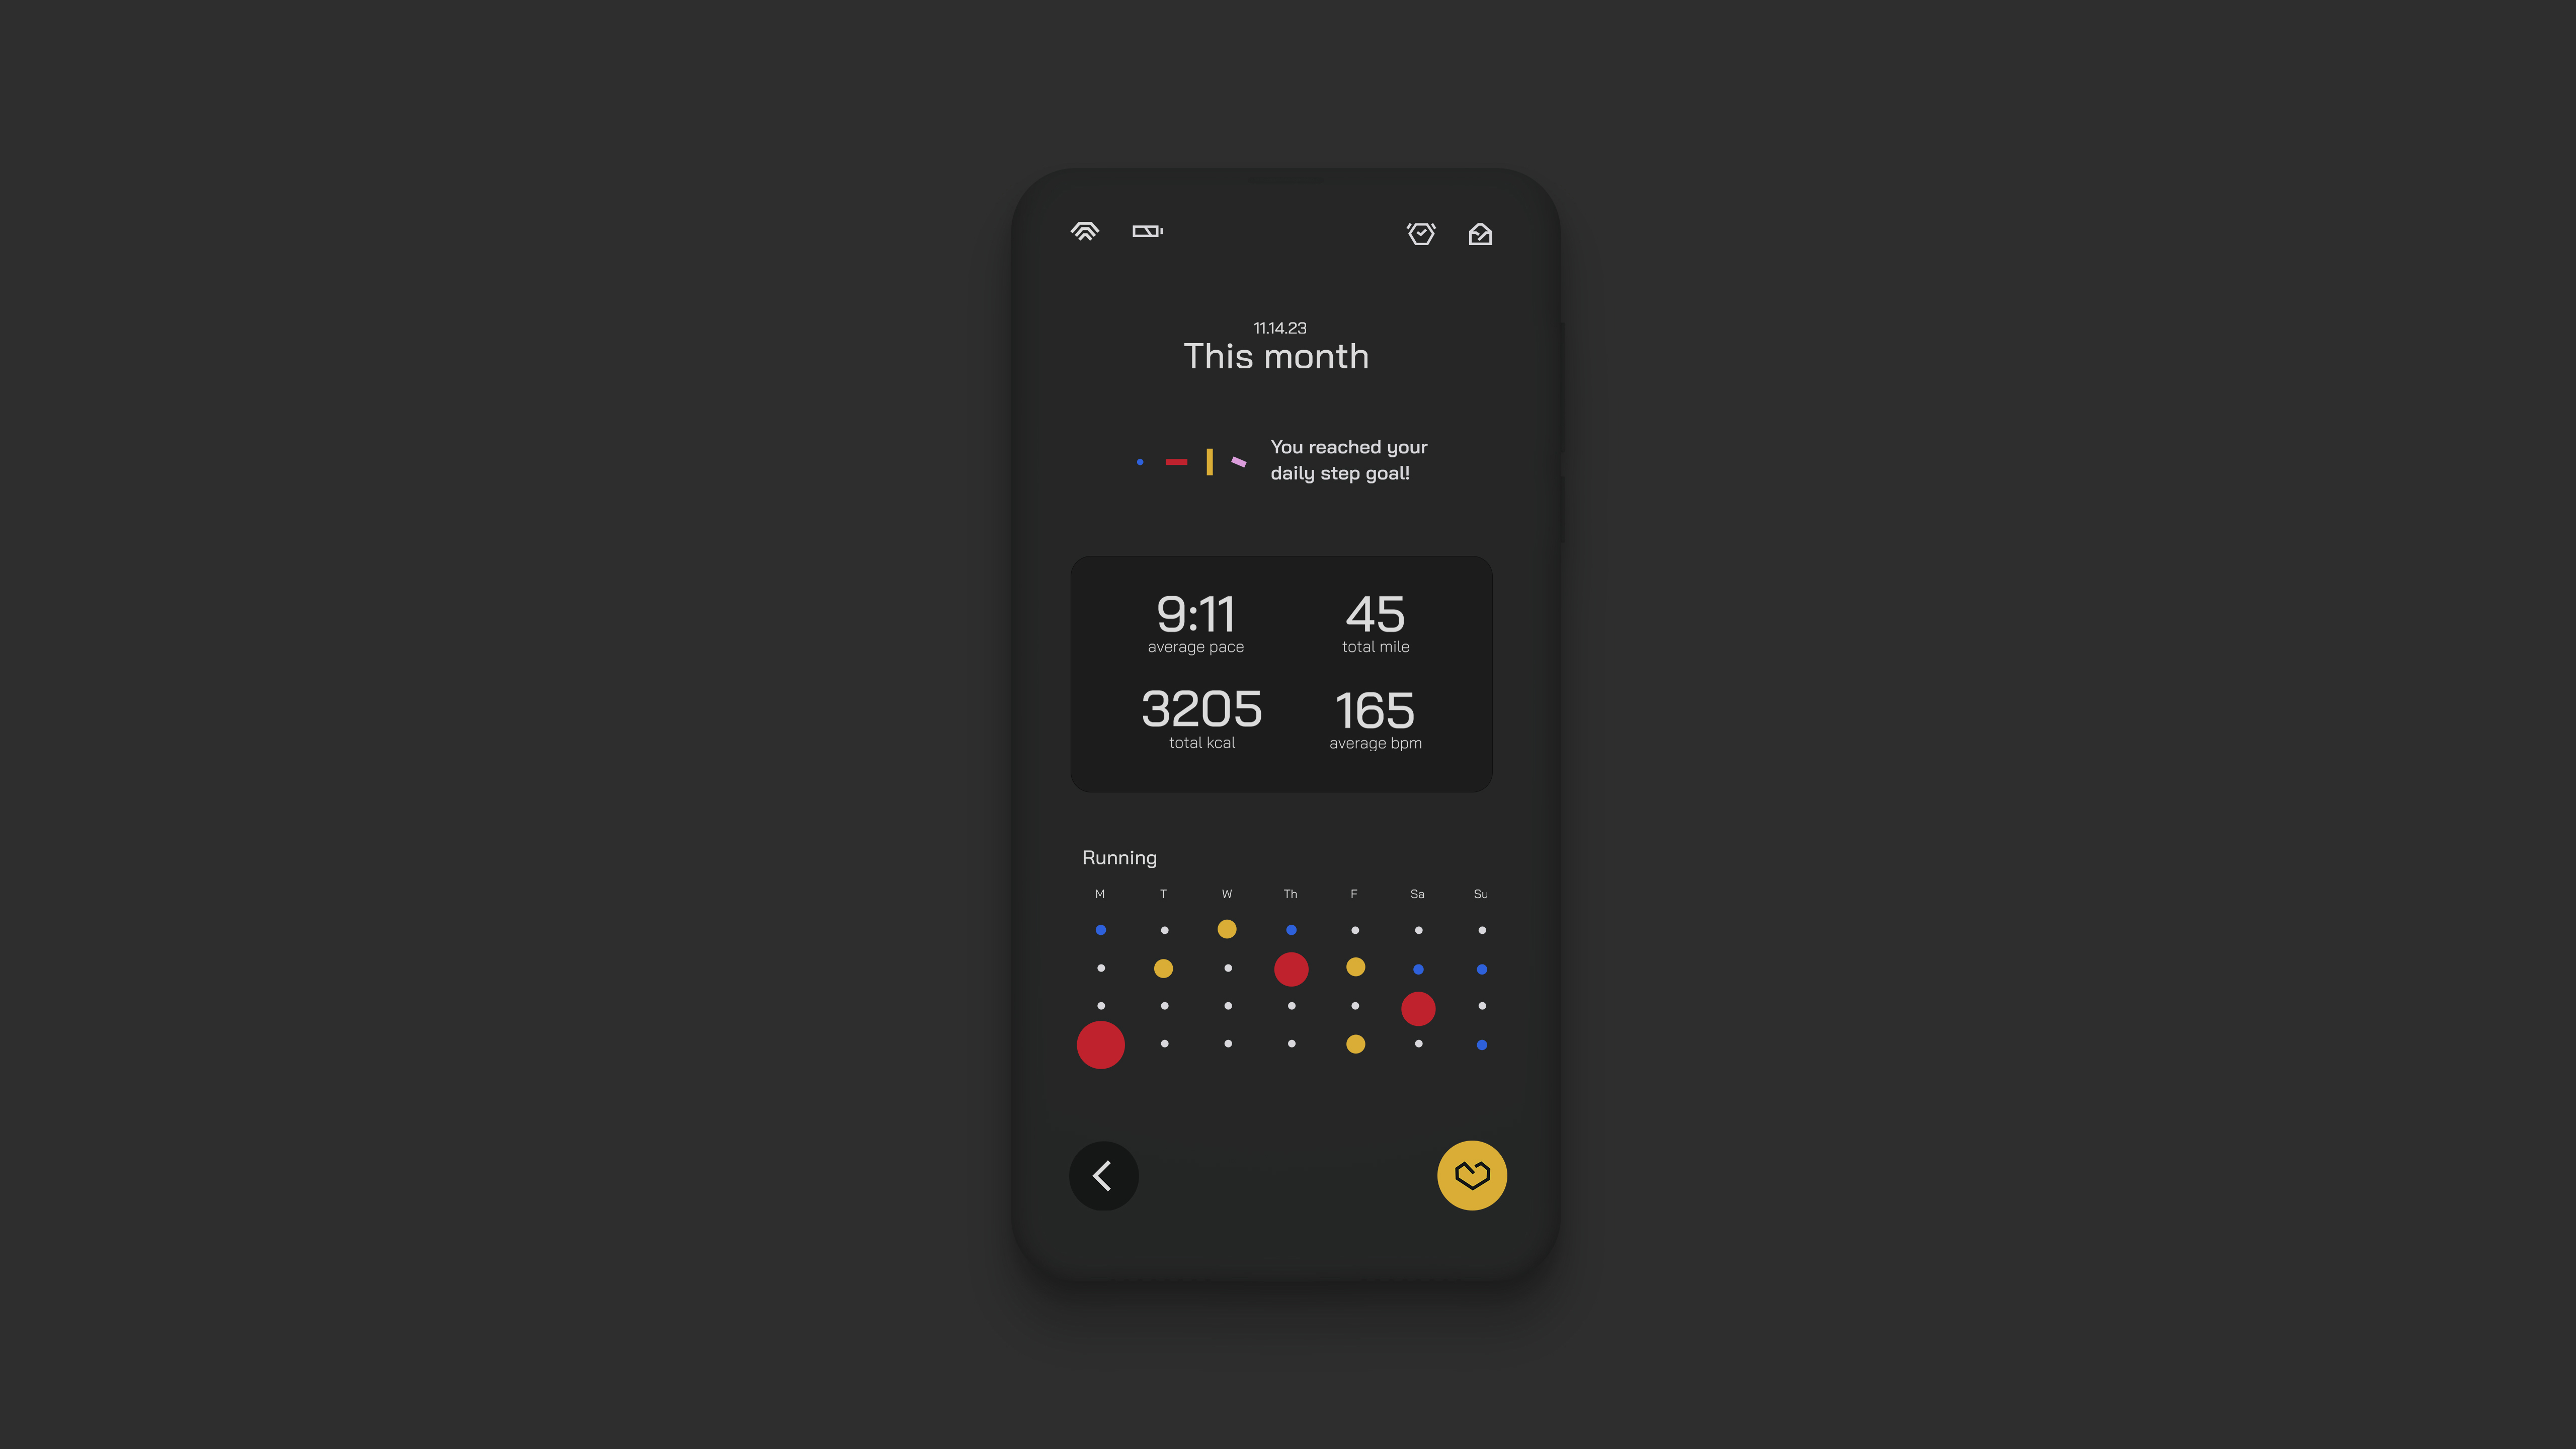 11.14.23
This month
You reached your
daily step goal!
9:11
average pace
45
total mile
3205
total kcal
165
average bpm
Running
M T W Th F Sa Su